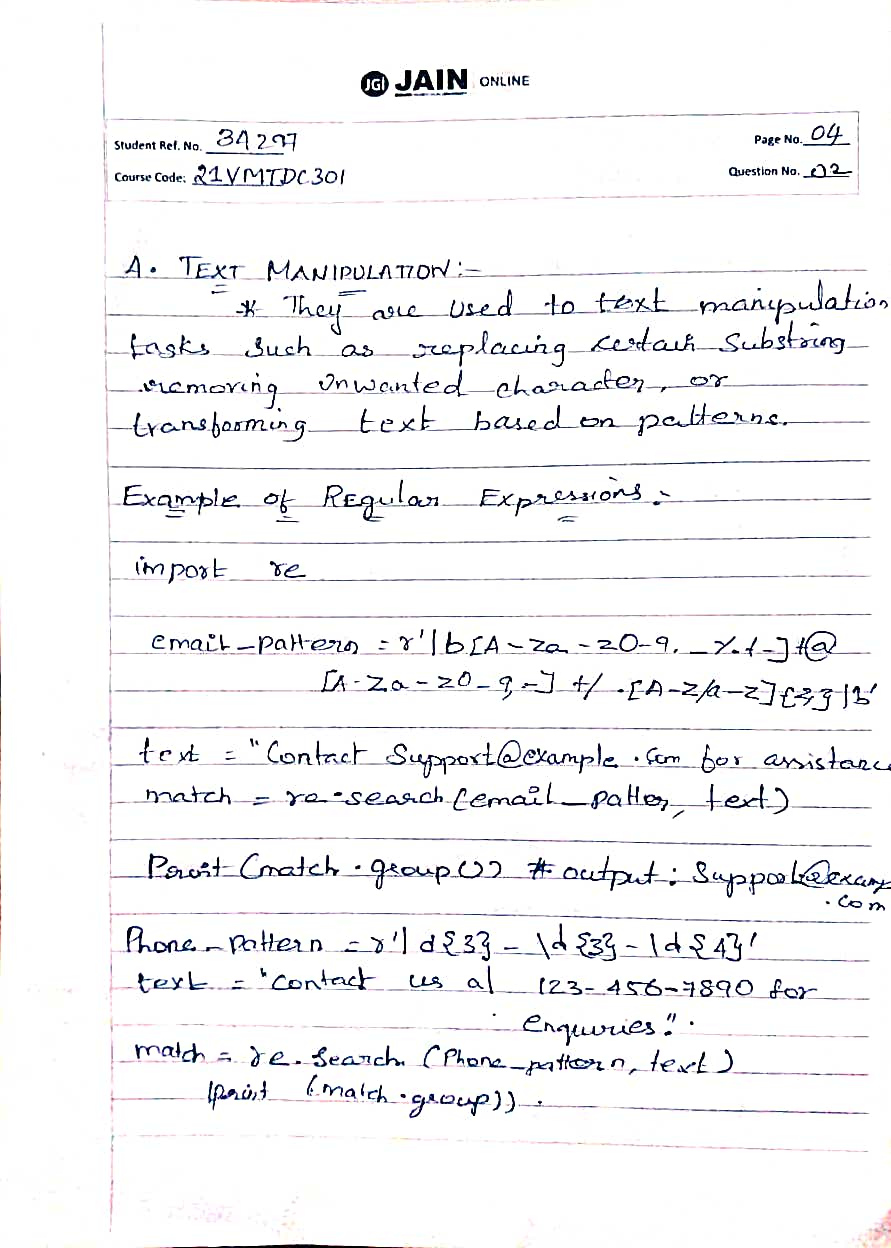 JGI JAIN ONLINE
Student Ref. No. 3A297
Page No. 04
Course Code: 21VMTDC301
Question No. 02
A. TEXT MANIPULATION:-
* They are used to text manipulation
tasks such as replacing certain Substring
removing unwanted character, or
transforming text based on patterns.
Example of REgular Expressions:-
import re
email_pattern = r'\b[A-Za-z0-9._%+-]+@
[A-Za-z0-9,-]+/.[A-Z/a-z]{2,}\b'
text = "Contact Support@example.com for assistanc
match = re.search(email_patter, text)
Print(match.group()) # output: Support@examp
.com
Phone_pattern = r'\d{3}-\d{3}-\d{4}'
text = "Contact us at 123-456-7890 for
enquries".
match = re.search(Phone_pattern, text)
print (match.group)).